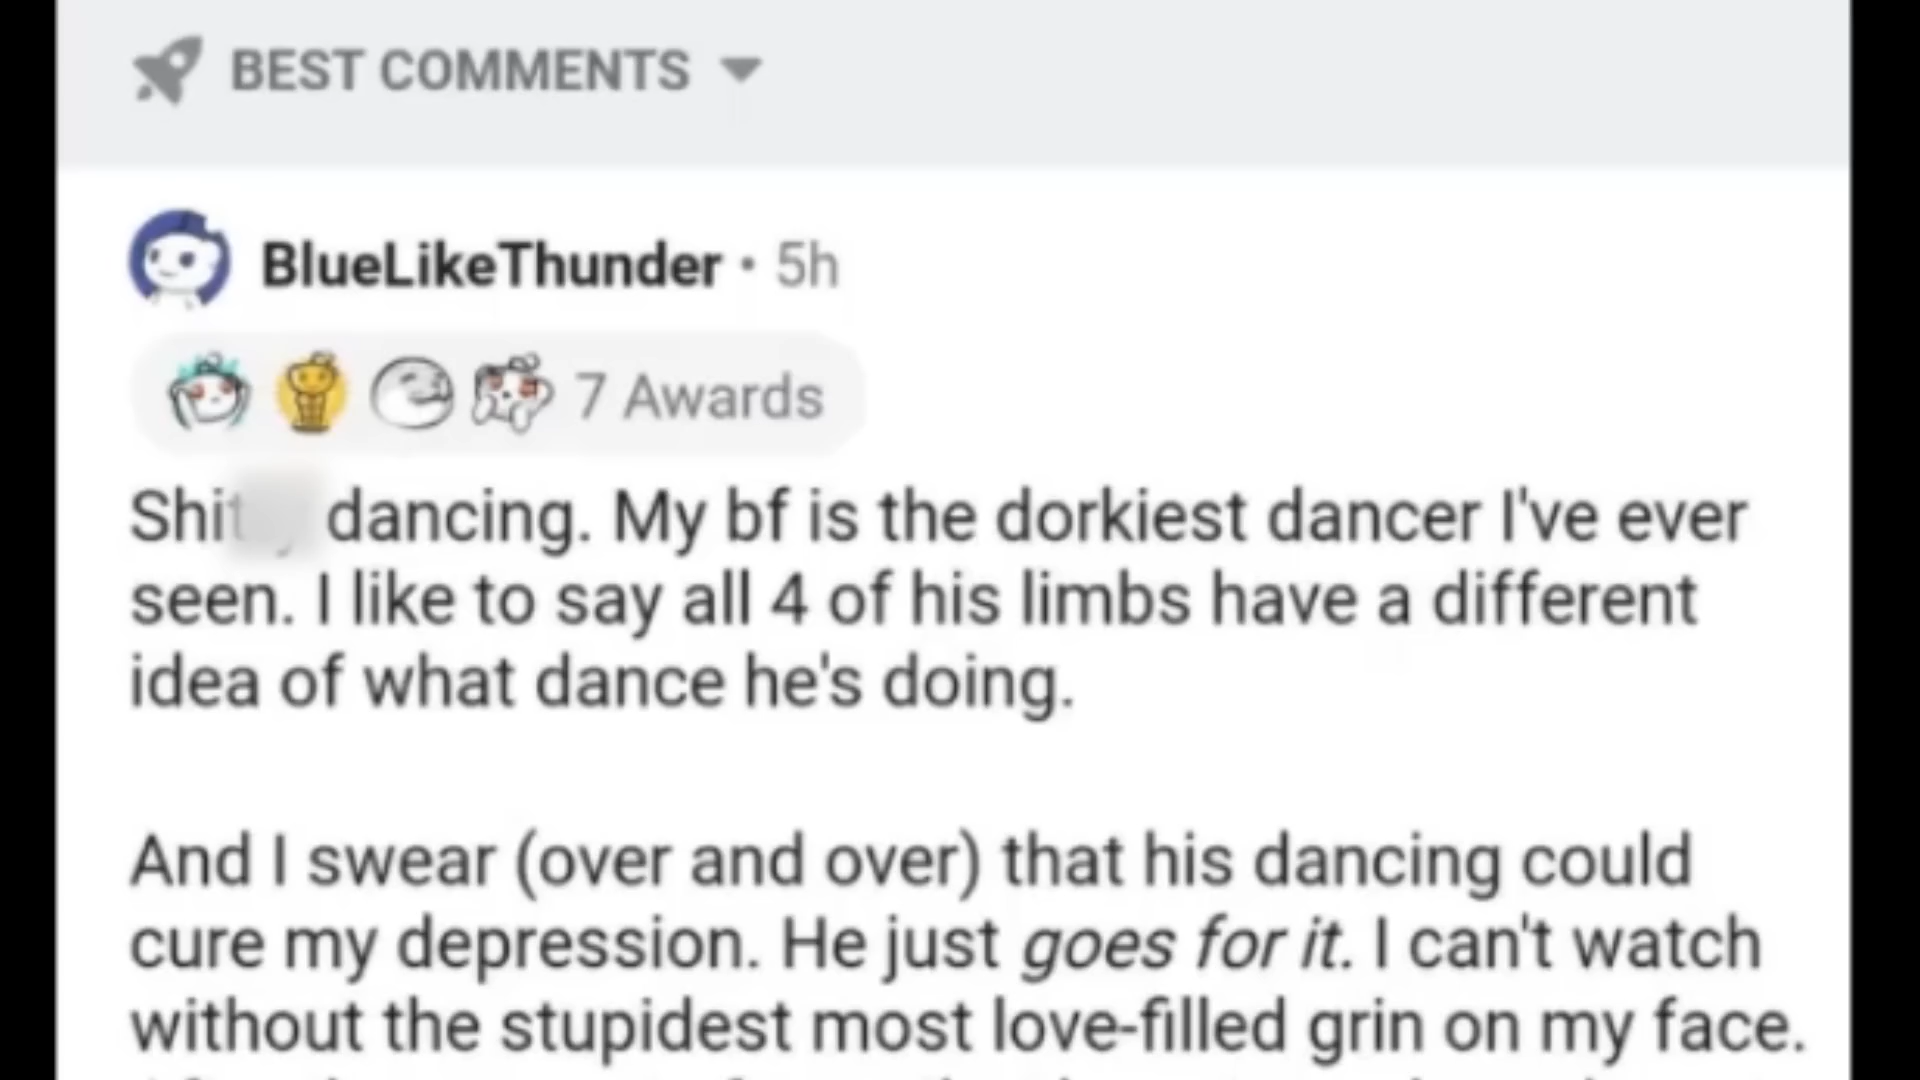 BEST COMMENTS
BlueLikeThunder • 5h
7 Awards
dancing. My bf is the dorkiest dancer I've ever
seen. I like to say all 4 of his limbs have a different
idea of what dance he's doing.
And I swear (over and over) that his dancing could
cure my depression. He just goes for it. I can't watch
without the stupidest most love-filled grin on my face.